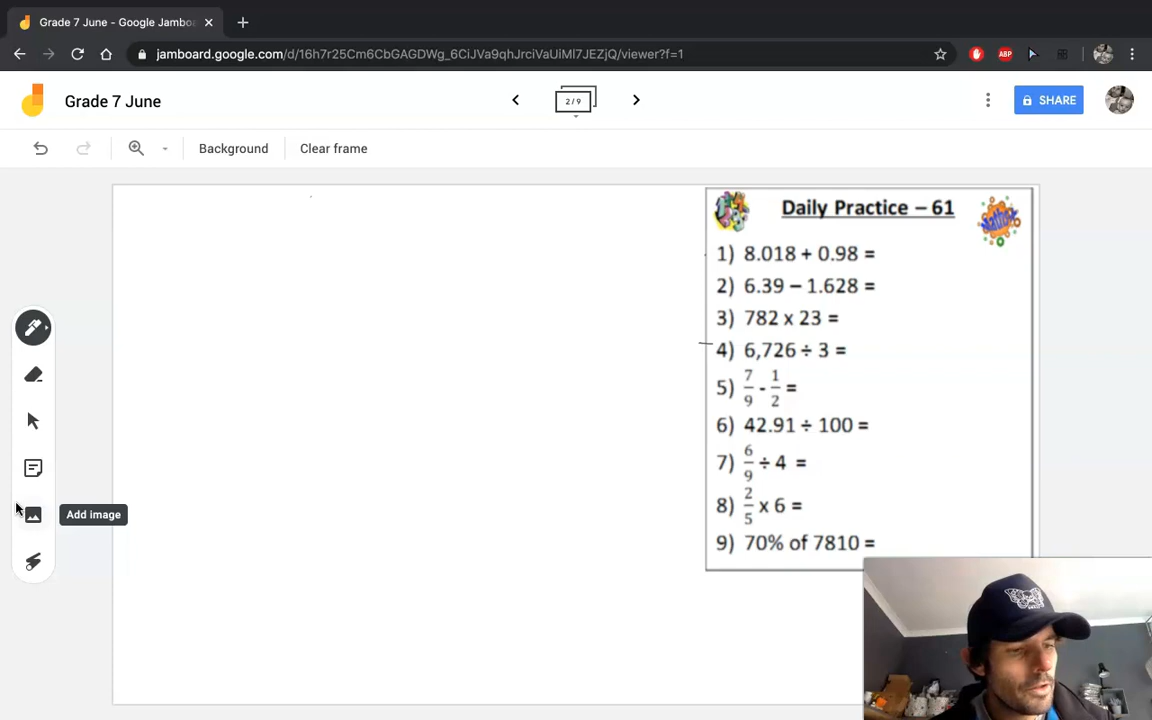 Grade 7 June - Google Jambo
jamboard.google.com/d/16h7r25Cm6CbGAGDWg_6CiJVa9qhJrciVaUiMl7JEZjQ/viewer?f=1
ABP
Grade 7 June
2 / 9
SHARE
Background
Clear frame
Daily Practice – 61
Maths
1) 8.018 + 0.98 =
2) 6.39 – 1.628 =
3) 782 x 23 =
4) 6,726 ÷ 3 =
5) 7/9 - 1/2 =
6) 42.91 ÷ 100 =
7) 6/9 ÷ 4 =
8) 2/5 x 6 =
9) 70% of 7810 =
Add image